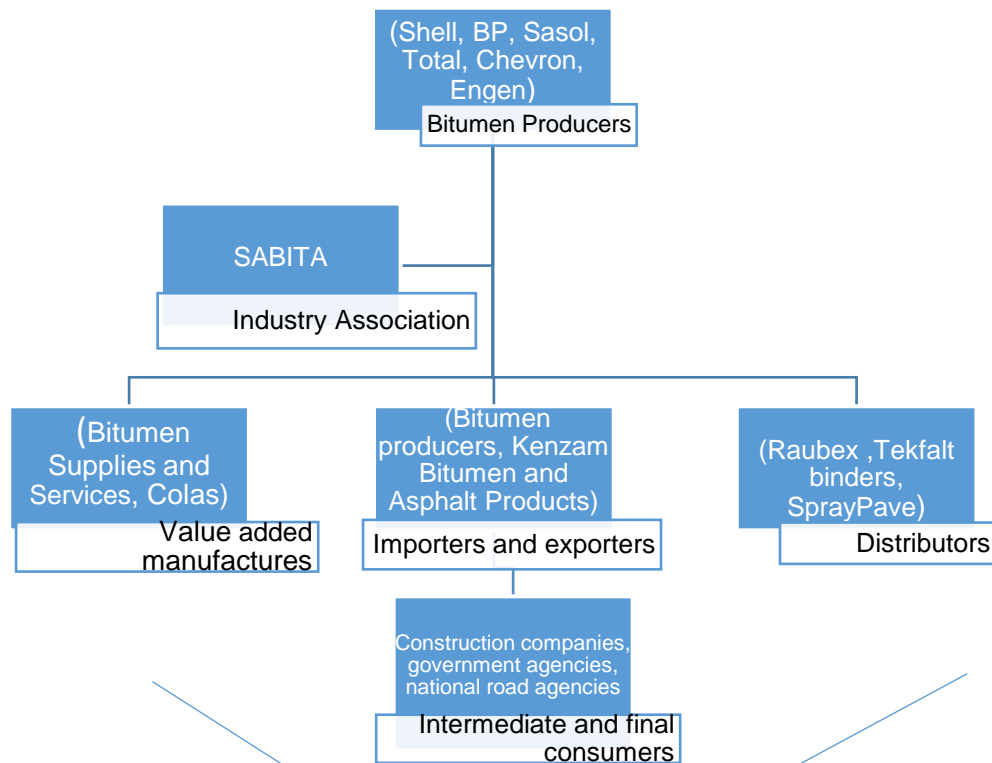 (Shell, BP, Sasol,
Total, Chevron,
Engen)
Bitumen Producers
SABITA
Industry Association
(Bitumen
Supplies and
Services, Colas)
Value added
manufactures
(Bitumen
producers, Kenzam
Bitumen and
Asphalt Products)
Importers and exporters
(Raubex ,Tekfalt
binders,
SprayPave)
Distributors
Construction companies,
government agencies,
national road agencies
Intermediate and final
consumers